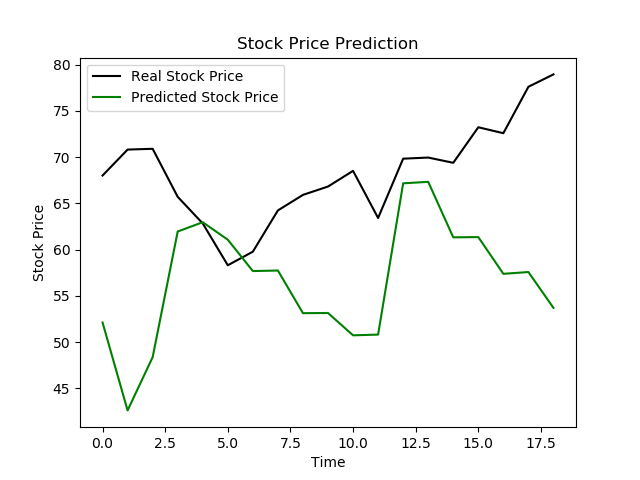 Stock Price Prediction
Real Stock Price
Predicted Stock Price
Stock Price
80
75
70
65
60
55
50
45
0.0 2.5 5.0 7.5 10.0 12.5 15.0 17.5
Time